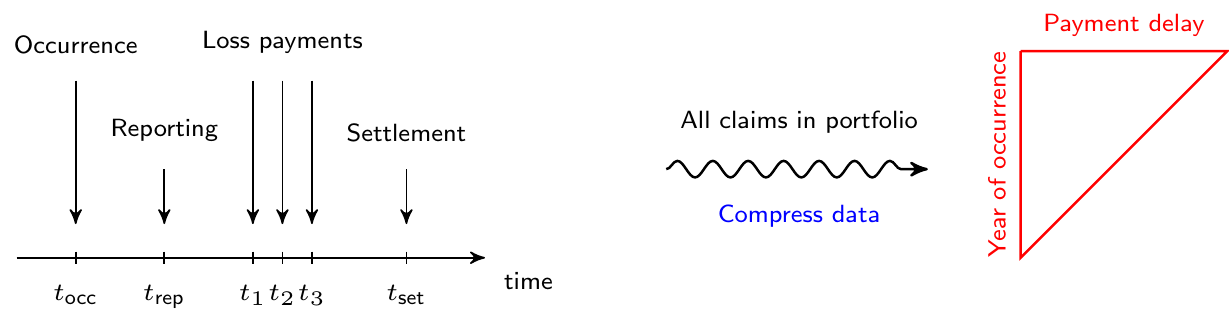 Occurrence
Loss payments
Reporting
Settlement
t_occ
t_rep
t_1
t_2
t_3
t_set
time
All claims in portfolio
Compress data
Payment delay
Year of occurrence